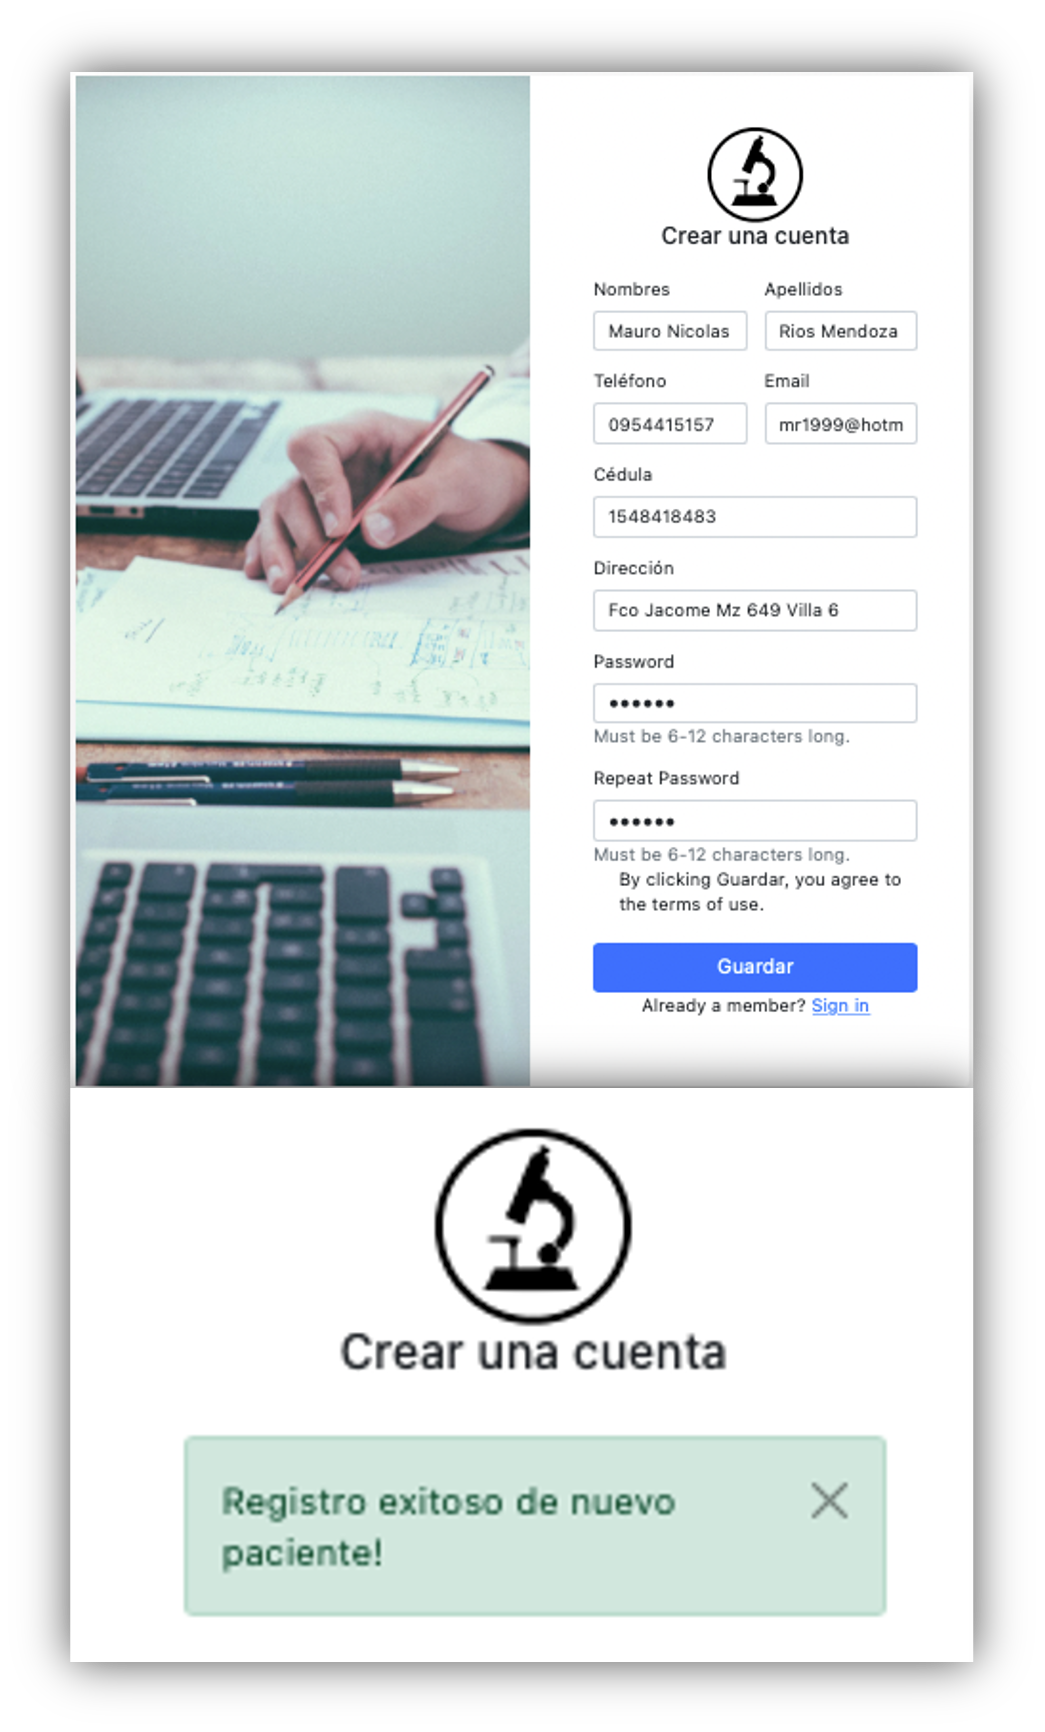 Crear una cuenta
Nombres
Apellidos
Mauro Nicolas
Rios Mendoza
Teléfono
Email
0954415157
mr1999@hotm
Cédula
1548418483
Dirección
Fco Jacome Mz 649 Villa 6
Password
••••••
Must be 6-12 characters long.
Repeat Password
••••••
Must be 6-12 characters long.
By clicking Guardar, you agree to
the terms of use.
Guardar
Already a member? Sign in
Crear una cuenta
Registro exitoso de nuevo
paciente!